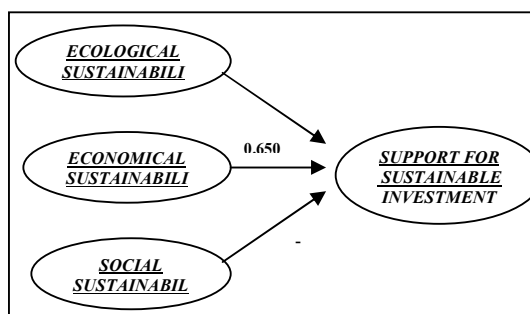 ECOLOGICAL
SUSTAINABILI
0.650
ECONOMICAL
SUSTAINABILI
SUPPORT FOR
SUSTAINABLE
INVESTMENT
-
SOCIAL
SUSTAINABIL